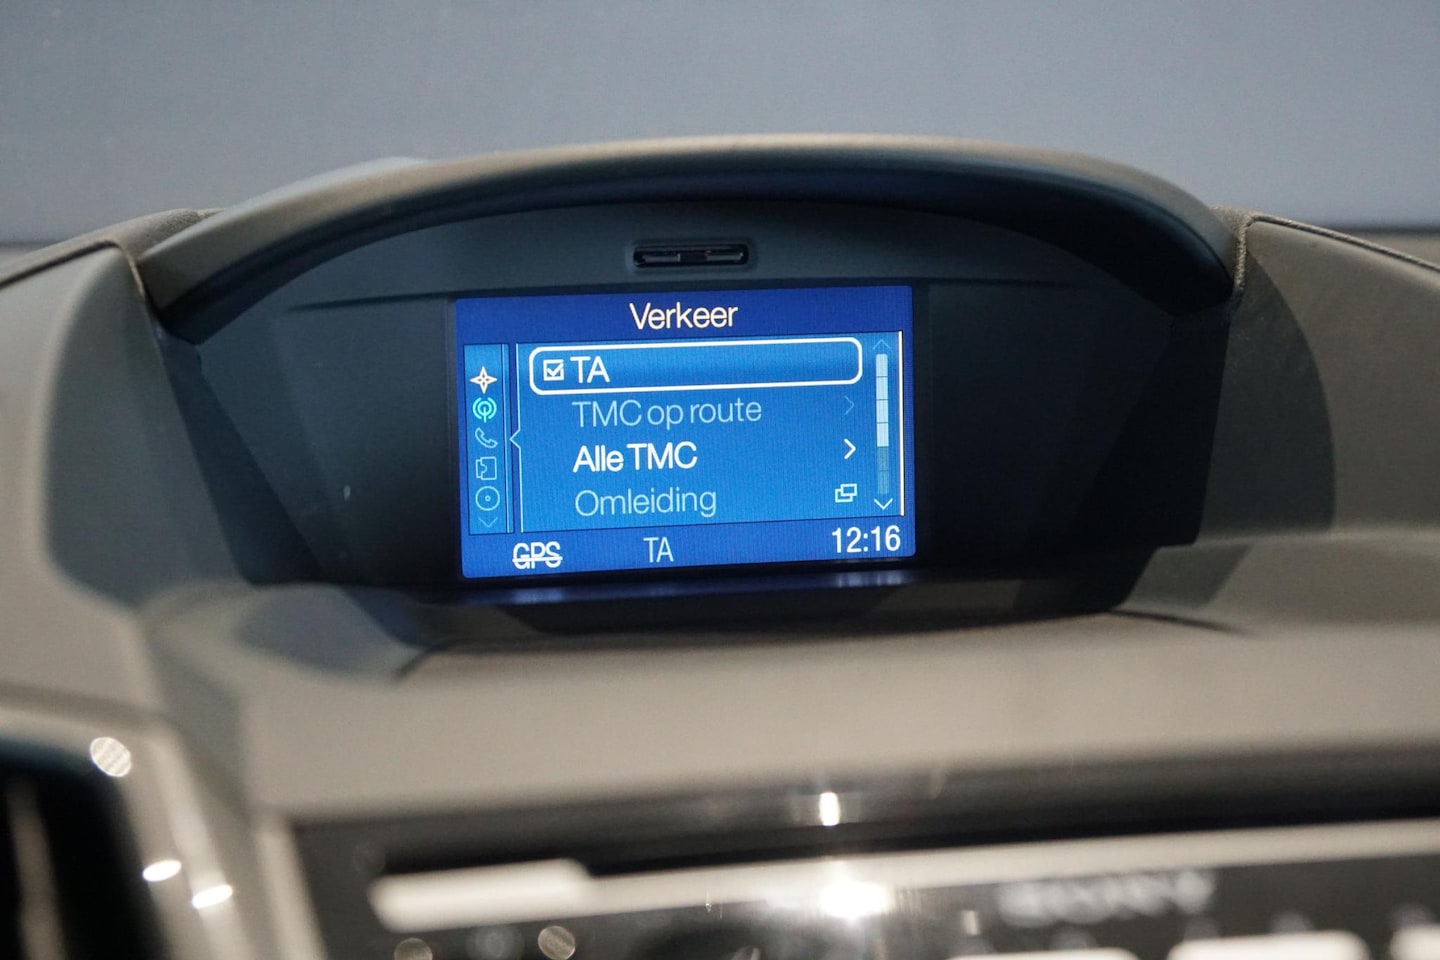 Verkeer
TA
TMC op route
Alle TMC
Omleiding
GPS TA 12:16